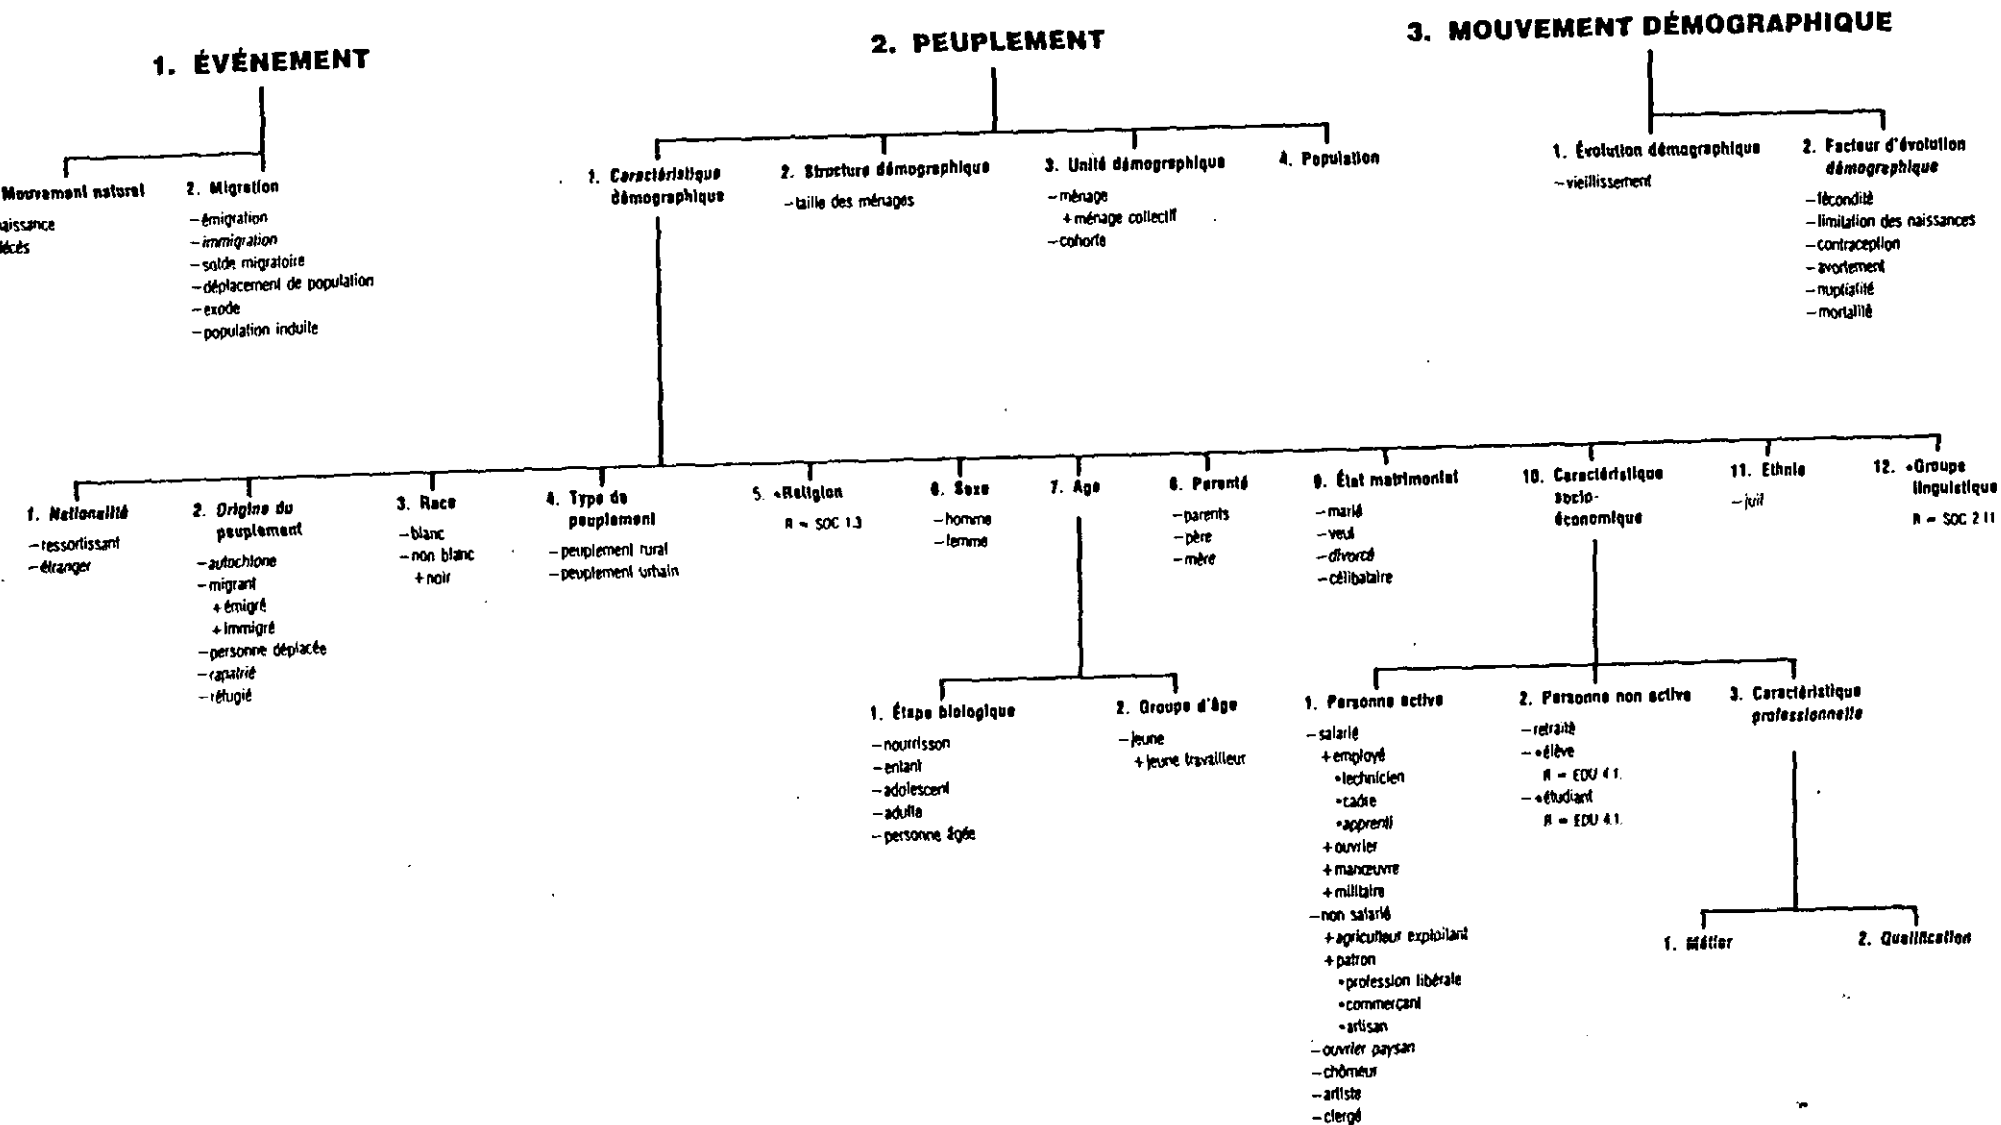 1. ÉVÉNEMENT
Mouvement naturel
2. Migration
–émigration
–immigration
–solde migratoire
–déplacement de population
–exode
–population induite
2. PEUPLEMENT
1. Caractéristique
démographique
2. Structure démographique
–taille des ménages
3. Unité démographique
–ménage
+ménage collectif
–cohorte
4. Population
3. MOUVEMENT DÉMOGRAPHIQUE
1. Évolution démographique
–vieillissement
2. Facteur d'évolution
démographique
–fécondité
–limitation des naissances
–contraception
–avortement
–nuptialité
–mortalité
1. Nationalité
–ressortissant
–étranger
2. Origine du
peuplement
–autochtone
–migrant
+émigré
+immigré
–personne déplacée
–rapatrié
–réfugié
3. Race
–blanc
–non blanc
+noir
4. Type de
peuplement
–peuplement rural
–peuplement urbain
5. •Religion
R = SOC 1.3
6. Sexe
–homme
–femme
7. Age
1. Étape biologique
–nourrisson
–enfant
–adolescent
–adulte
–personne âgée
2. Groupe d'âge
–jeune
+jeune travailleur
8. Parenté
–parents
–père
–mère
9. État matrimonial
–marié
–veuf
–divorcé
–célibataire
10. Caractéristique
socio-
économique
1. Personne active
–salarié
+employé
•technicien
•cadre
•apprenti
+ouvrier
+manœuvre
+militaire
–non salarié
+agriculteur exploitant
+patron
•profession libérale
•commerçant
•artisan
–ouvrier paysan
–chômeur
–artiste
–clergé
2. Personne non active
–retraité
–•élève
R = EDU 4.1.
–•étudiant
R = EDU 4.1.
3. Caractéristique
professionnelle
1. Métier
2. Qualification
11. Ethnie
–juif
12. •Groupe
linguistique
R = SOC 2